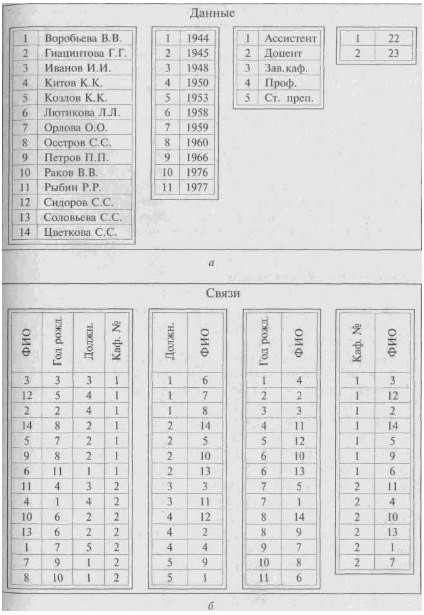 Данные
1 Воробьева В.В. 1 1944 1 Ассистент 1 22
2 Гиацинтова Г.Г. 2 1945 2 Доцент 2 23
3 Иванов И.И. 3 1948 3 Зав.каф.
4 Китов К.К. 4 1950 4 Проф.
5 Козлов К.К. 5 1953 5 Ст. преп.
6 Лютикова Л.Л. 6 1958
7 Орлова О.О. 7 1959
8 Осетров С.С. 8 1960
9 Петров П.П. 9 1966
10 Раков В.В. 10 1976
11 Рыбин Р.Р. 11 1977
12 Сидоров С.С.
13 Соловьева С.С.
14 Цветкова С.С.
а
Связи
ФИО Год рожд. Должн. Каф. № Должн. ФИО Год рожд. ФИО Каф. № ФИО
3 3 3 1 1 6 1 4 1 3
12 5 4 1 1 7 2 2 1 12
2 2 4 1 1 8 3 3 1 2
14 8 2 1 2 14 4 11 1 14
5 7 2 1 2 5 5 12 1 5
9 8 2 1 2 10 6 10 1 9
6 11 1 1 2 13 6 13 1 6
11 4 3 2 3 3 7 5 2 11
4 1 4 2 3 11 7 1 2 4
10 6 2 2 4 12 8 14 2 10
13 6 2 2 4 2 8 9 2 13
1 7 5 2 4 4 9 7 2 1
7 9 1 2 5 9 10 8 2 7
8 10 1 2 5 1 11 6
б